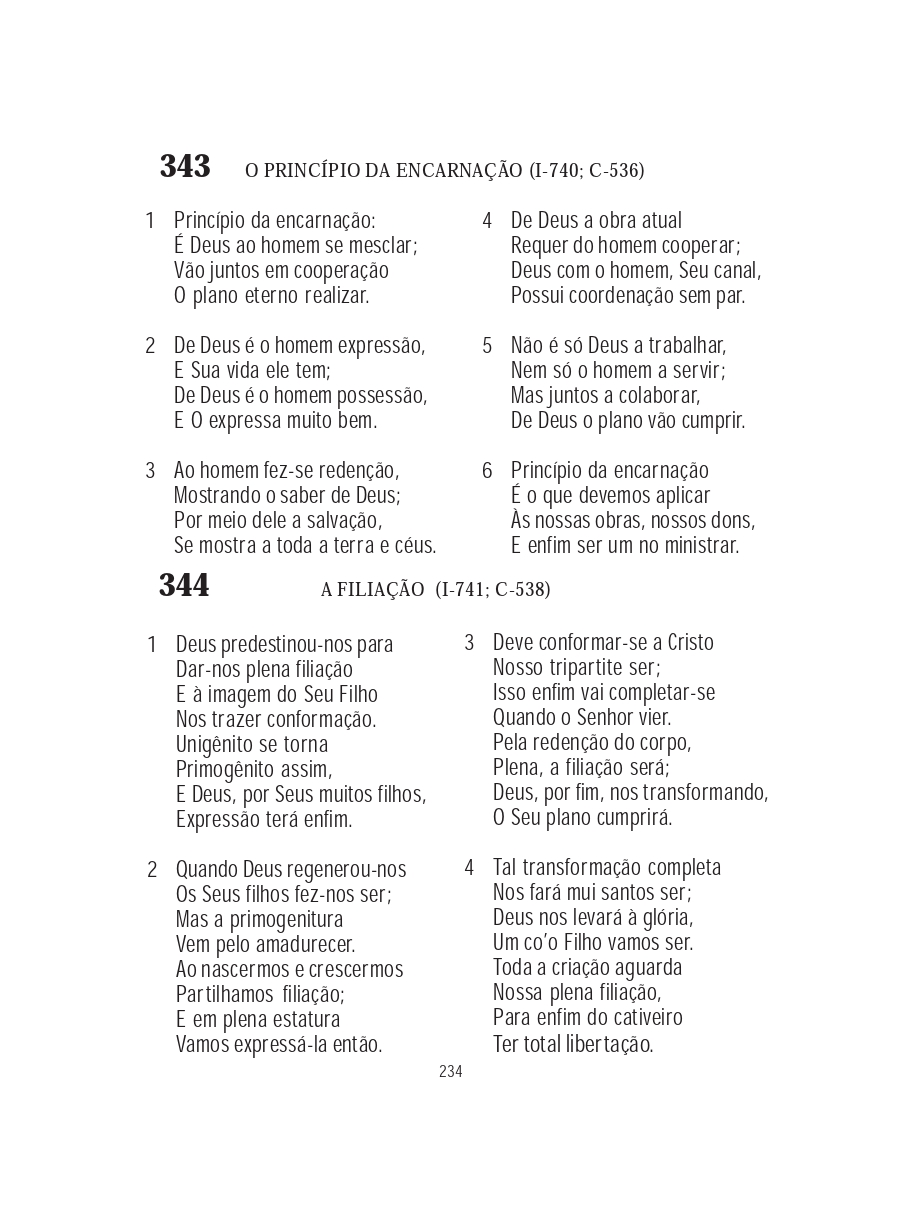 343 O PRINCÍPIO DA ENCARNAÇÃO (I-740; C-536)
1 Princípio da encarnação:
É Deus ao homem se mesclar;
Vão juntos em cooperação
O plano eterno realizar.
2 De Deus é o homem expressão,
E Sua vida ele tem;
De Deus é o homem possessão,
E O expressa muito bem.
3 Ao homem fez-se redenção,
Mostrando o saber de Deus;
Por meio dele a salvação,
Se mostra a toda a terra e céus.
4 De Deus a obra atual
Requer do homem cooperar;
Deus com o homem, Seu canal,
Possui coordenação sem par.
5 Não é só Deus a trabalhar,
Nem só o homem a servir;
Mas juntos a colaborar,
De Deus o plano vão cumprir.
6 Princípio da encarnação
É o que devemos aplicar
Às nossas obras, nossos dons,
E enfim ser um no ministrar.
344 A FILIAÇÃO (I-741; C-538)
1 Deus predestinou-nos para
Dar-nos plena filiação
E à imagem do Seu Filho
Nos trazer conformação.
Unigênito se torna
Primogênito assim,
E Deus, por Seus muitos filhos,
Expressão terá enfim.
2 Quando Deus regenerou-nos
Os Seus filhos fez-nos ser;
Mas a primogenitura
Vem pelo amadurecer.
Ao nascermos e crescermos
Partilhamos filiação;
E em plena estatura
Vamos expressá-la então.
3 Deve conformar-se a Cristo
Nosso tripartite ser;
Isso enfim vai completar-se
Quando o Senhor vier.
Pela redenção do corpo,
Plena, a filiação será;
Deus, por fim, nos transformando,
O Seu plano cumprirá.
4 Tal transformação completa
Nos fará mui santos ser;
Deus nos levará à glória,
Um co’o Filho vamos ser.
Toda a criação aguarda
Nossa plena filiação,
Para enfim do cativeiro
Ter total libertação.
234